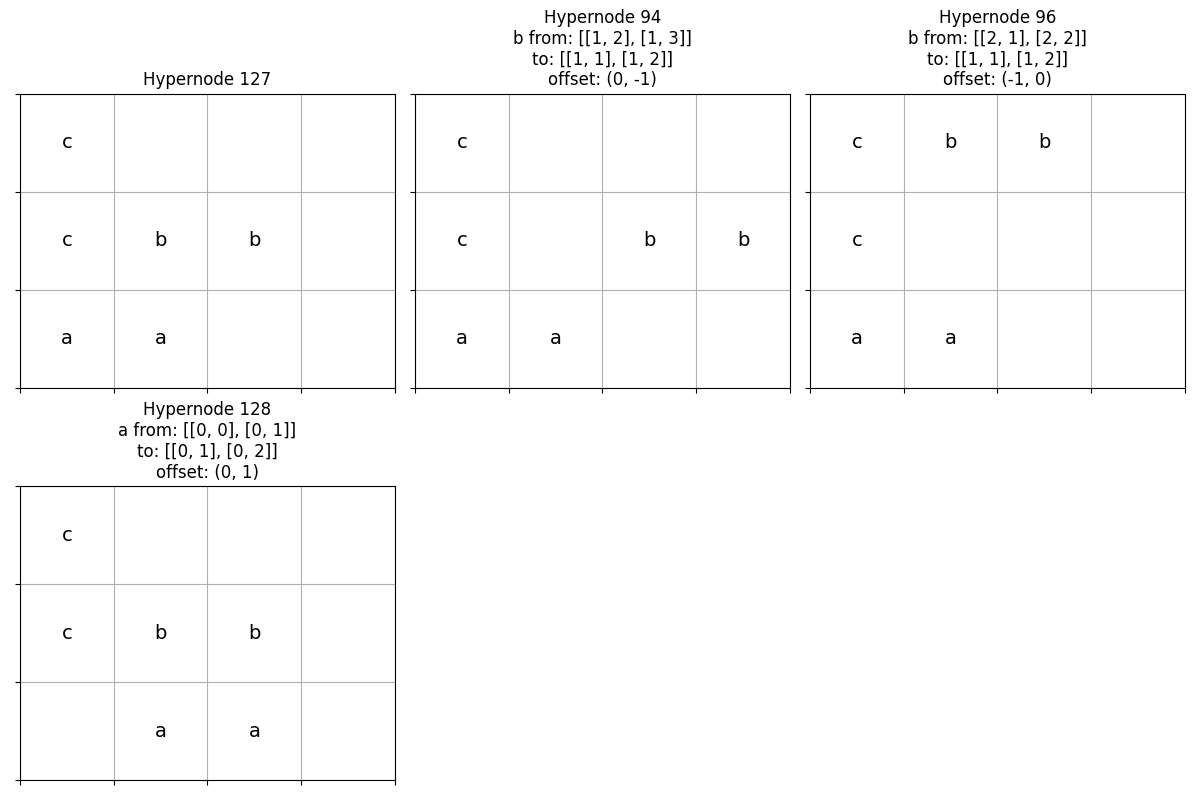 Hypernode 127
c
c b b
a a
Hypernode 94
b from: [[1, 2], [1, 3]]
to: [[1, 1], [1, 2]]
offset: (0, -1)
c
c b b
a a
Hypernode 96
b from: [[2, 1], [2, 2]]
to: [[1, 1], [1, 2]]
offset: (-1, 0)
c b b
c
a a
Hypernode 128
a from: [[0, 0], [0, 1]]
to: [[0, 1], [0, 2]]
offset: (0, 1)
c
c b b
a a